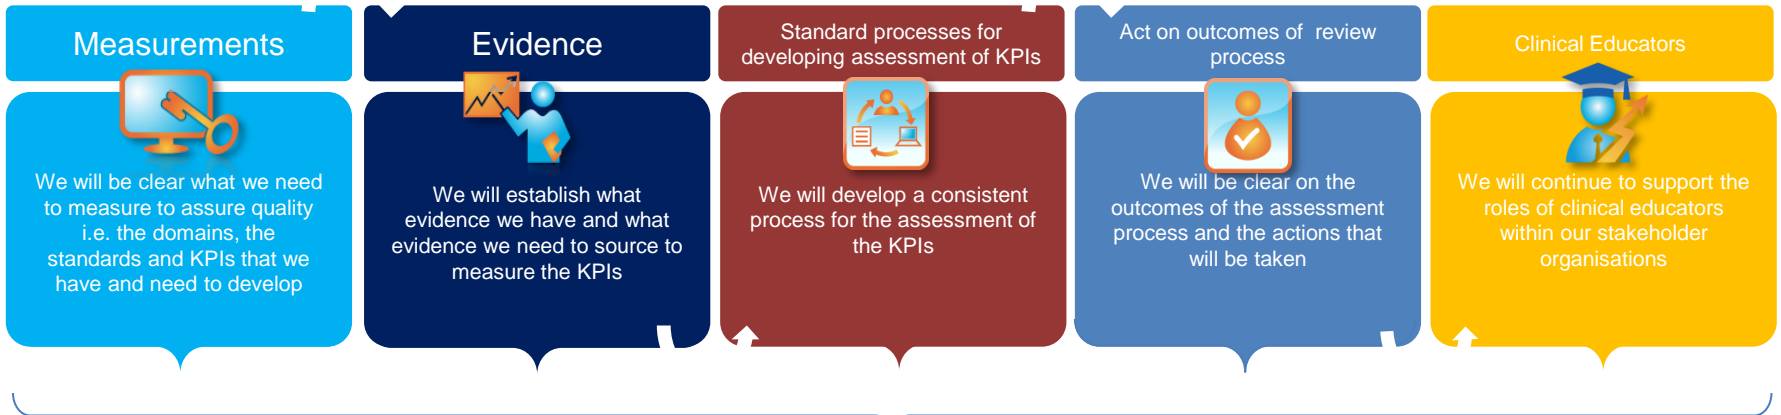 Measurements
We will be clear what we need
to measure to assure quality
i.e. the domains, the
standards and KPIs that we
have and need to develop
Evidence
We will establish what
evidence we have and what
evidence we need to source to
measure the KPIs
Standard processes for
developing assessment of KPIs
We will develop a consistent
process for the assessment of
the KPIs
Act on outcomes of review
process
We will be clear on the
outcomes of the assessment
process and the actions that
will be taken
Clinical Educators
We will continue to support the
roles of clinical educators
within our stakeholder
organisations